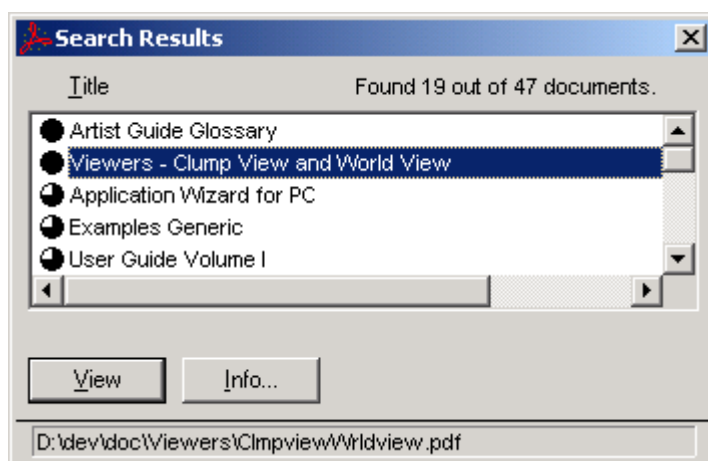 Search Results
Title Found 19 out of 47 documents.
Artist Guide Glossary
Viewers - Clump View and World View
Application Wizard for PC
Examples Generic
User Guide Volume I
View Info...
D:\dev\doc\Viewers\ClmpviewWrldview.pdf